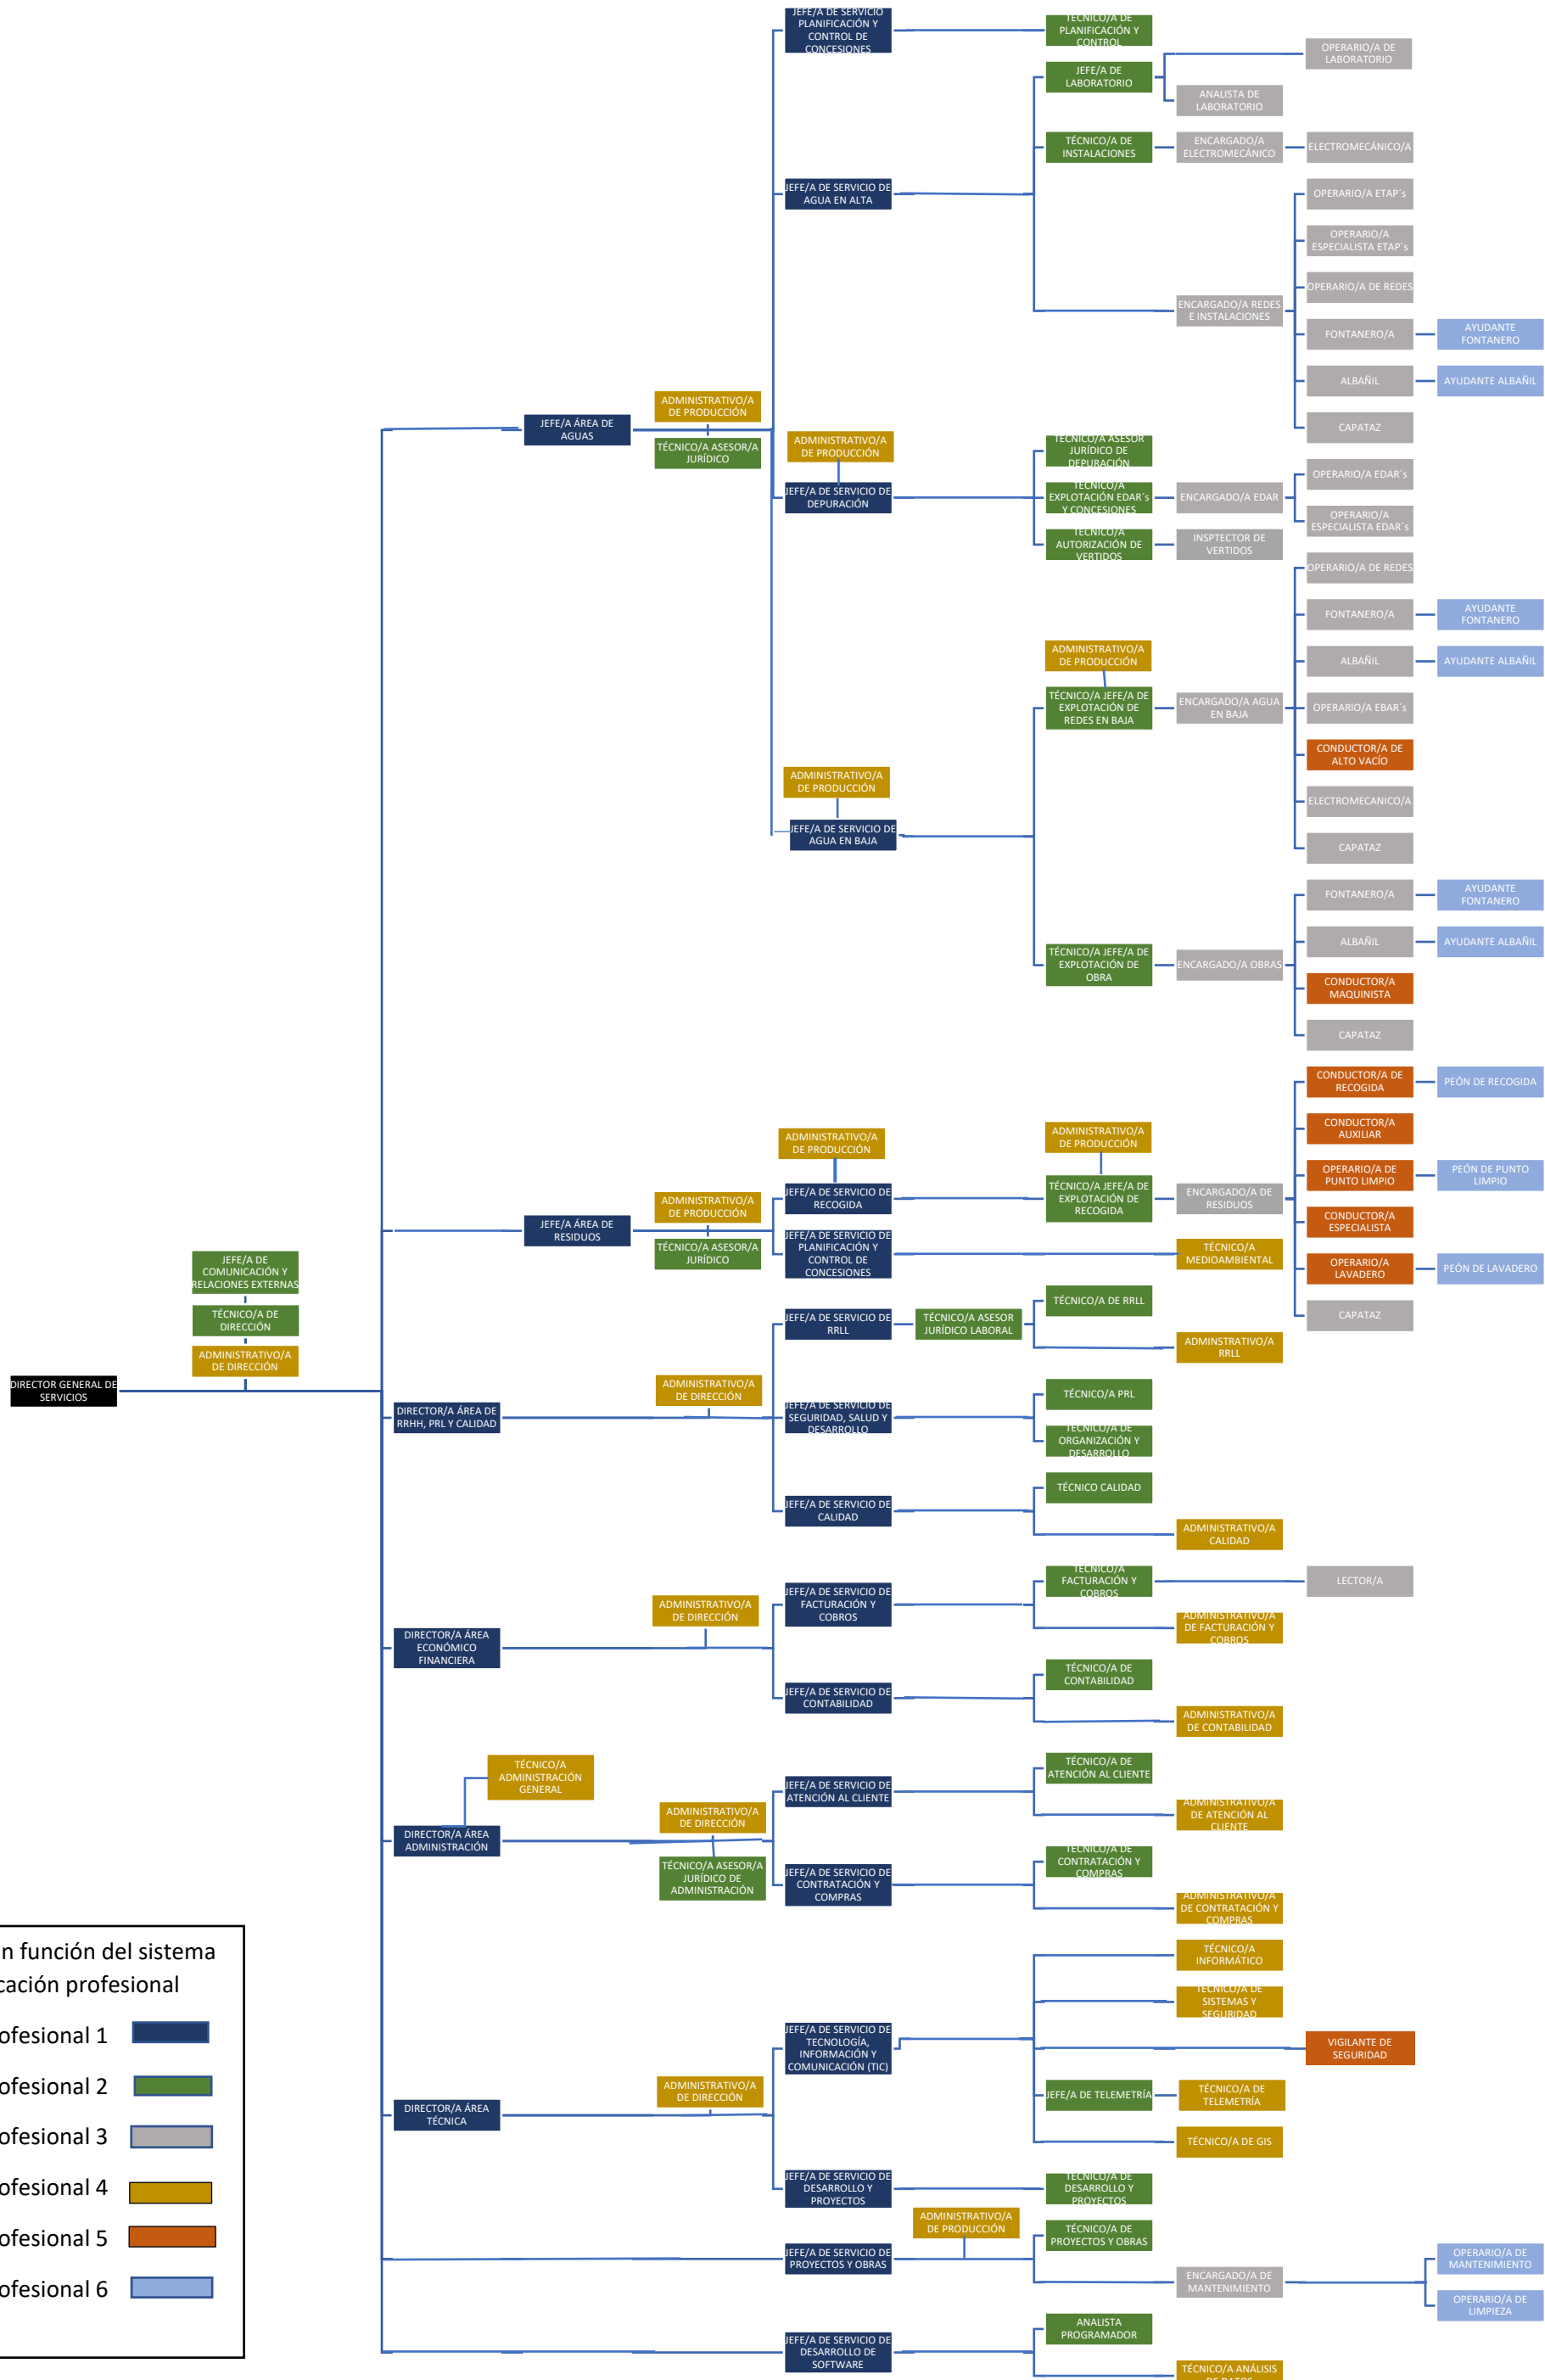 JEFE/A DE SERVICIO
PLANIFICACIÓN Y
CONTROL DE
CONCESIONES
TÉCNICO/A DE
PLANIFICACIÓN Y
CONTROL
JEFE/A DE
LABORATORIO
OPERARIO/A DE
LABORATORIO
ANALISTA DE
LABORATORIO
TÉCNICO/A DE
INSTALACIONES
ENCARGADO/A
ELECTROMECÁNICO
ELECTROMECÁNICO/A
JEFE/A DE SERVICIO DE
AGUA EN ALTA
OPERARIO/A ETAP´s
OPERARIO/A
ESPECIALISTA ETAP´s
OPERARIO/A DE REDES
ENCARGADO/A REDES
E INSTALACIONES
FONTANERO/A
AYUDANTE
FONTANERO
ALBAÑIL
AYUDANTE ALBAÑIL
CAPATAZ
JEFE/A ÁREA DE
AGUAS
ADMINISTRATIVO/A
DE PRODUCCIÓN
TÉCNICO/A ASESOR/A
JURÍDICO
ADMINISTRATIVO/A
DE PRODUCCIÓN
JEFE/A DE SERVICIO DE
DEPURACIÓN
TÉCNICO/A ASESOR
JURÍDICO DE
DEPURACIÓN
TÉCNICO/A
EXPLOTACIÓN EDAR´s
Y CONCESIONES
ENCARGADO/A EDAR
OPERARIO/A EDAR´s
OPERARIO/A
ESPECIALISTA EDAR´s
TÉCNICO/A
AUTORIZACIÓN DE
VERTIDOS
INSPTECTOR DE
VERTIDOS
OPERARIO/A DE REDES
FONTANERO/A
AYUDANTE
FONTANERO
ALBAÑIL
AYUDANTE ALBAÑIL
ADMINISTRATIVO/A
DE PRODUCCIÓN
TÉCNICO/A JEFE/A DE
EXPLOTACIÓN DE
REDES EN BAJA
ENCARGADO/A AGUA
EN BAJA
OPERARIO/A EBAR´s
CONDUCTOR/A DE
ALTO VACÍO
ELECTROMECANICO/A
CAPATAZ
ADMINISTRATIVO/A
DE PRODUCCIÓN
JEFE/A DE SERVICIO DE
AGUA EN BAJA
FONTANERO/A
AYUDANTE
FONTANERO
ALBAÑIL
AYUDANTE ALBAÑIL
TÉCNICO/A JEFE/A DE
EXPLOTACIÓN DE
OBRA
ENCARGADO/A OBRAS
CONDUCTOR/A
MAQUINISTA
CAPATAZ
CONDUCTOR/A DE
RECOGIDA
PEÓN DE RECOGIDA
CONDUCTOR/A
AUXILIAR
ADMINISTRATIVO/A
DE PRODUCCIÓN
ADMINISTRATIVO/A
DE PRODUCCIÓN
JEFE/A DE SERVICIO DE
RECOGIDA
TÉCNICO/A JEFE/A DE
EXPLOTACIÓN DE
RECOGIDA
ENCARGADO/A DE
RESIDUOS
OPERARIO/A DE
PUNTO LIMPIO
PEÓN DE PUNTO
LIMPIO
JEFE/A ÁREA DE
RESIDUOS
ADMINISTRATIVO/A
DE PRODUCCIÓN
TÉCNICO/A ASESOR/A
JURÍDICO
JEFE/A DE SERVICIO DE
PLANIFICACIÓN Y
CONTROL DE
CONCESIONES
TÉCNICO/A
MEDIOAMBIENTAL
CONDUCTOR/A
ESPECIALISTA
OPERARIO/A
LAVADERO
PEÓN DE LAVADERO
CAPATAZ
JEFE/A DE
COMUNICACIÓN Y
RELACIONES EXTERNAS
TÉCNICO/A DE
DIRECCIÓN
ADMINISTRATIVO/A
DE DIRECCIÓN
DIRECTOR GENERAL DE
SERVICIOS
JEFE/A DE SERVICIO DE
RRLL
TÉCNICO/A ASESOR
JURÍDICO LABORAL
TÉCNICO/A DE RRLL
ADMINSTRATIVO/A
RRLL
DIRECTOR/A ÁREA DE
RRHH, PRL Y CALIDAD
ADMINISTRATIVO/A
DE DIRECCIÓN
JEFE/A DE SERVICIO DE
SEGURIDAD, SALUD Y
DESARROLLO
TÉCNICO/A PRL
TÉCNICO/A DE
ORGANIZACIÓN Y
DESARROLLO
JEFE/A DE SERVICIO DE
CALIDAD
TÉCNICO CALIDAD
ADMINISTRATIVO/A
CALIDAD
DIRECTOR/A ÁREA
ECONÓMICO
FINANCIERA
ADMINISTRATIVO/A
DE DIRECCIÓN
JEFE/A DE SERVICIO DE
FACTURACIÓN Y
COBROS
TÉCNICO/A
FACTURACIÓN Y
COBROS
LECTOR/A
ADMINISTRATIVO/A
DE FACTURACIÓN Y
COBROS
JEFE/A DE SERVICIO DE
CONTABILIDAD
TÉCNICO/A DE
CONTABILIDAD
ADMINISTRATIVO/A
DE CONTABILIDAD
TÉCNICO/A
ADMINISTRACIÓN
GENERAL
DIRECTOR/A ÁREA
ADMINISTRACIÓN
ADMINISTRATIVO/A
DE DIRECCIÓN
TÉCNICO/A ASESOR/A
JURÍDICO DE
ADMINISTRACIÓN
JEFE/A DE SERVICIO DE
ATENCIÓN AL CLIENTE
TÉCNICO/A DE
ATENCIÓN AL CLIENTE
ADMINISTRATIVO/A
DE ATENCIÓN AL
CLIENTE
JEFE/A DE SERVICIO DE
CONTRATACIÓN Y
COMPRAS
TÉCNICO/A DE
CONTRATACIÓN Y
COMPRAS
ADMINISTRATIVO/A
DE CONTRATACIÓN Y
COMPRAS
DIRECTOR/A ÁREA
TÉCNICA
ADMINISTRATIVO/A
DE DIRECCIÓN
JEFE/A DE SERVICIO DE
TECNOLOGÍA,
INFORMACIÓN Y
COMUNICACIÓN (TIC)
TÉCNICO/A
INFORMÁTICO
TÉCNICO/A DE
SISTEMAS Y
SEGURIDAD
VIGILANTE DE
SEGURIDAD
JEFE/A DE TELEMETRÍA
TÉCNICO/A DE
TELEMETRÍA
TÉCNICO/A DE GIS
JEFE/A DE SERVICIO DE
DESARROLLO Y
PROYECTOS
TÉCNICO/A DE
DESARROLLO Y
PROYECTOS
JEFE/A DE SERVICIO DE
PROYECTOS Y OBRAS
ADMINISTRATIVO/A
DE PRODUCCIÓN
TÉCNICO/A DE
PROYECTOS Y OBRAS
ENCARGADO/A DE
MANTENIMIENTO
OPERARIO/A DE
MANTENIMIENTO
OPERARIO/A DE
LIMPIEZA
JEFE/A DE SERVICIO DE
DESARROLLO DE
SOFTWARE
ANALISTA
PROGRAMADOR
TÉCNICO/A ANÁLISIS
DE DATOS
n función del sistema
cación profesional
ofesional 1
ofesional 2
ofesional 3
ofesional 4
ofesional 5
ofesional 6